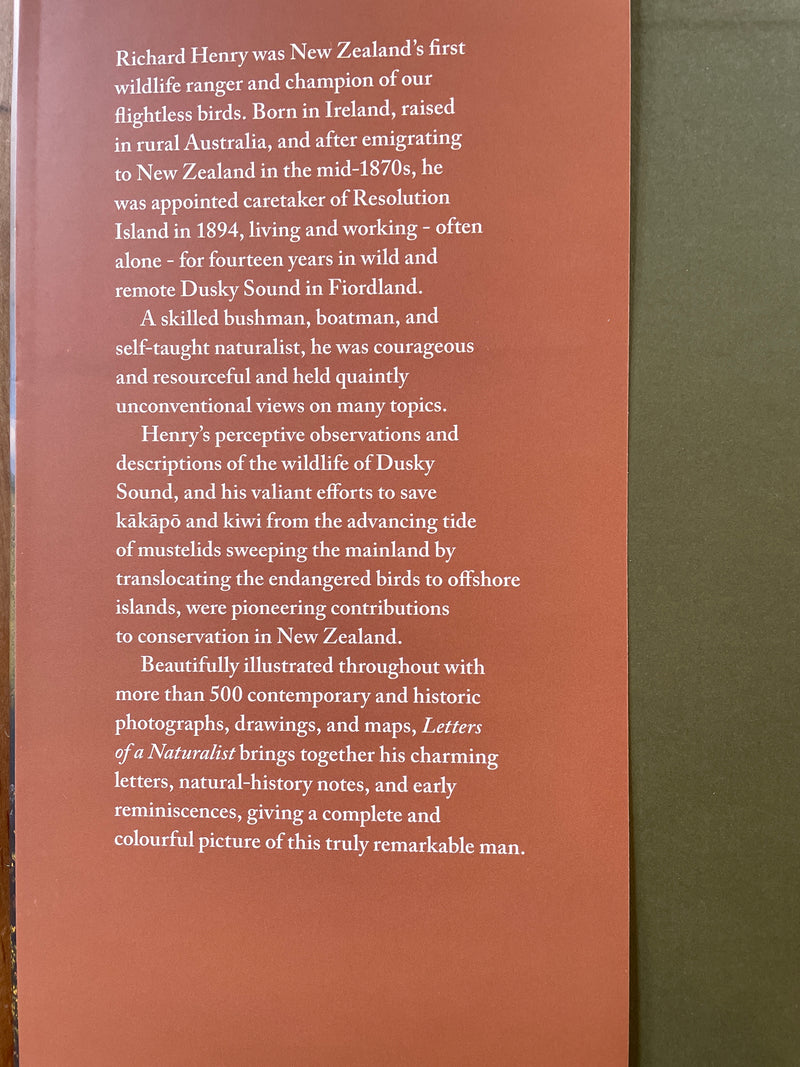 Richard Henry was New Zealand's first
wildlife ranger and champion of our
flightless birds. Born in Ireland, raised
in rural Australia, and after emigrating
to New Zealand in the mid-1870s, he
was appointed caretaker of Resolution
Island in 1894, living and working - often
alone - for fourteen years in wild and
remote Dusky Sound in Fiordland.
A skilled bushman, boatman, and
self-taught naturalist, he was courageous
and resourceful and held quaintly
unconventional views on many topics.
Henry's perceptive observations and
descriptions of the wildlife of Dusky
Sound, and his valiant efforts to save
kākāpō and kiwi from the advancing tide
of mustelids sweeping the mainland by
translocating the endangered birds to offshore
islands, were pioneering contributions
to conservation in New Zealand.
Beautifully illustrated throughout with
more than 500 contemporary and historic
photographs, drawings, and maps, Letters
of a Naturalist brings together his charming
letters, natural-history notes, and early
reminiscences, giving a complete and
colourful picture of this truly remarkable man.